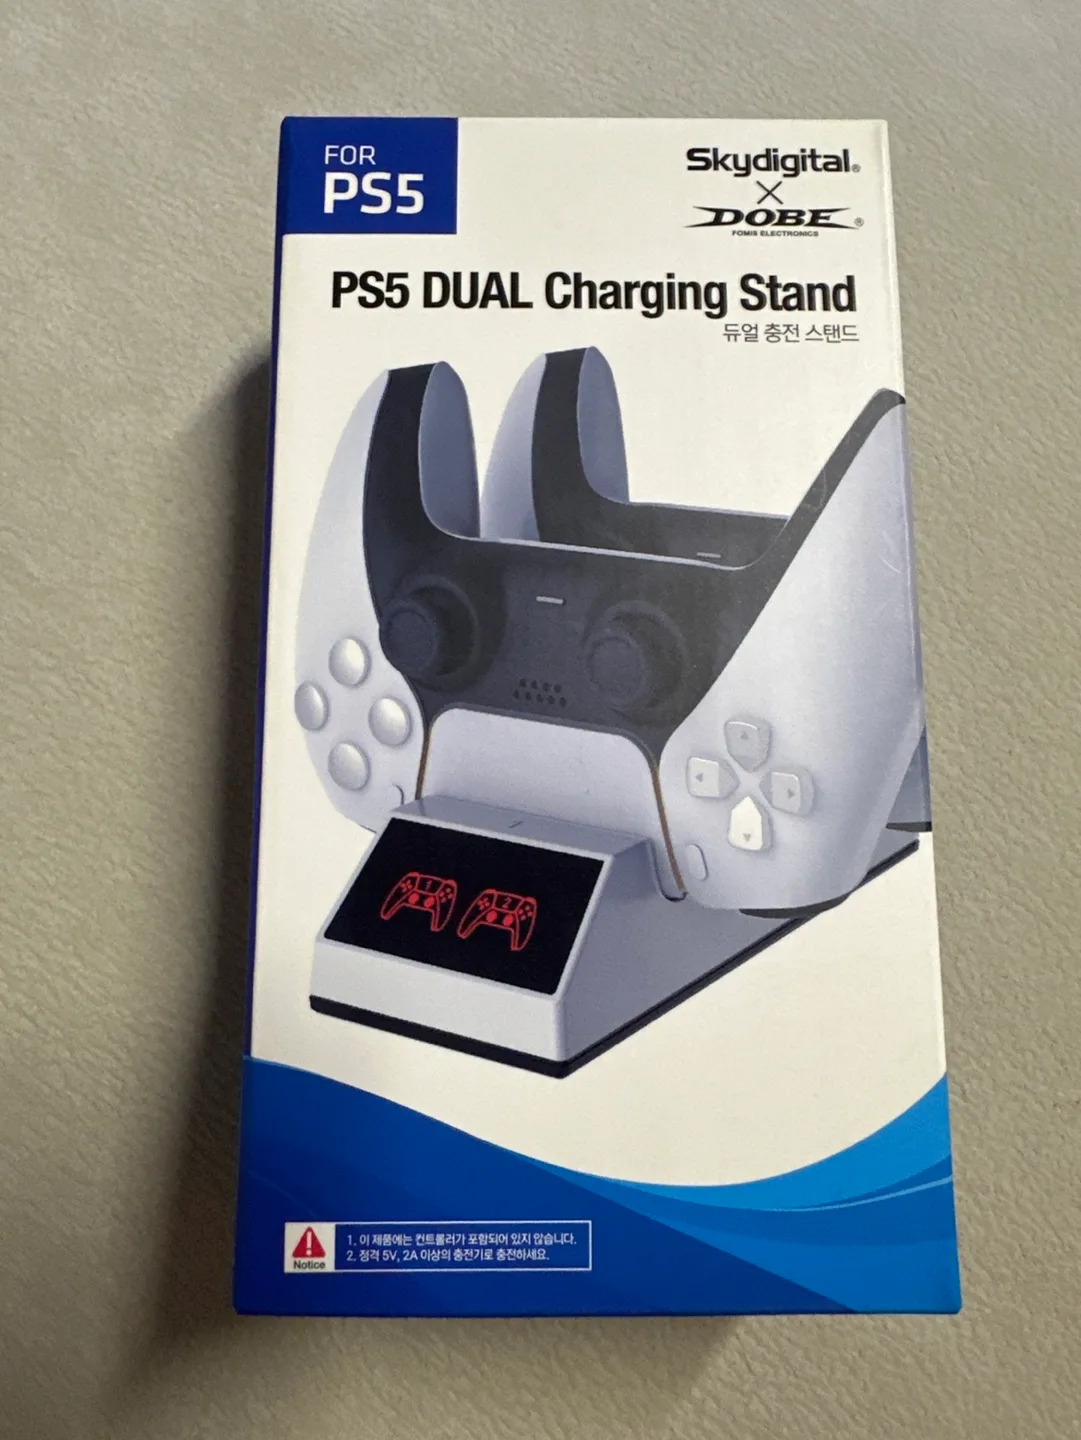 FOR
PS5
Skydigital®
X
DOBE®
FOMIS ELECTRONICS
PS5 DUAL Charging Stand
듀얼 충전 스탠드
1 2
Notice
1. 이 제품에는 컨트롤러가 포함되어 있지 않습니다.
2. 정격 5V, 2A 이상의 충전기로 충전하세요.